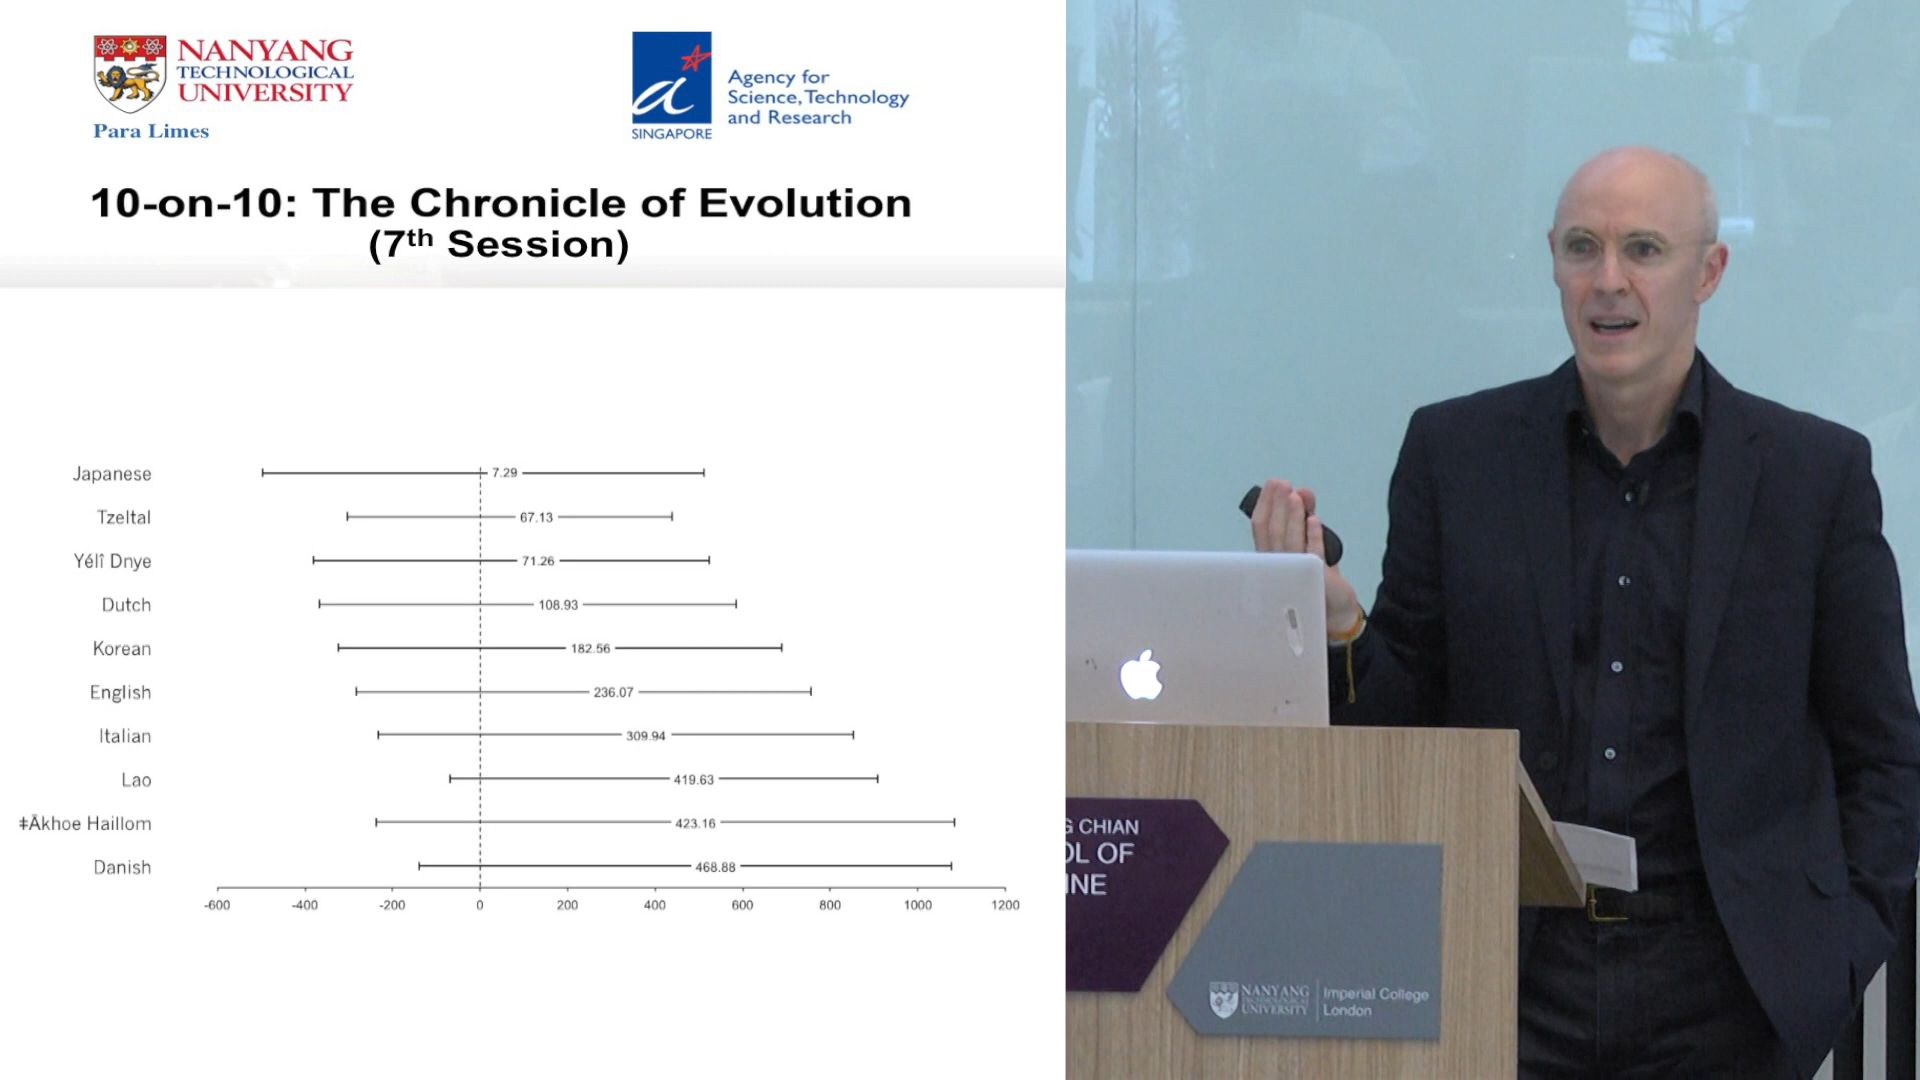 NANYANG
TECHNOLOGICAL
UNIVERSITY
Para Limes
Agency for
Science, Technology
and Research
SINGAPORE
10-on-10: The Chronicle of Evolution
(7th Session)
Japanese 7.29
Tzeltal 67.13
Yélî Dnye 71.26
Dutch 108.93
Korean 182.56
English 236.07
Italian 309.94
Lao 419.63
ǂĀkhoe Haillom 423.16
Danish 468.88
-600 -400 -200 0 200 400 600 800 1000 1200
G CHIAN
OL OF
INE
NANYANG
TECHNOLOGICAL
UNIVERSITY
Imperial College
London